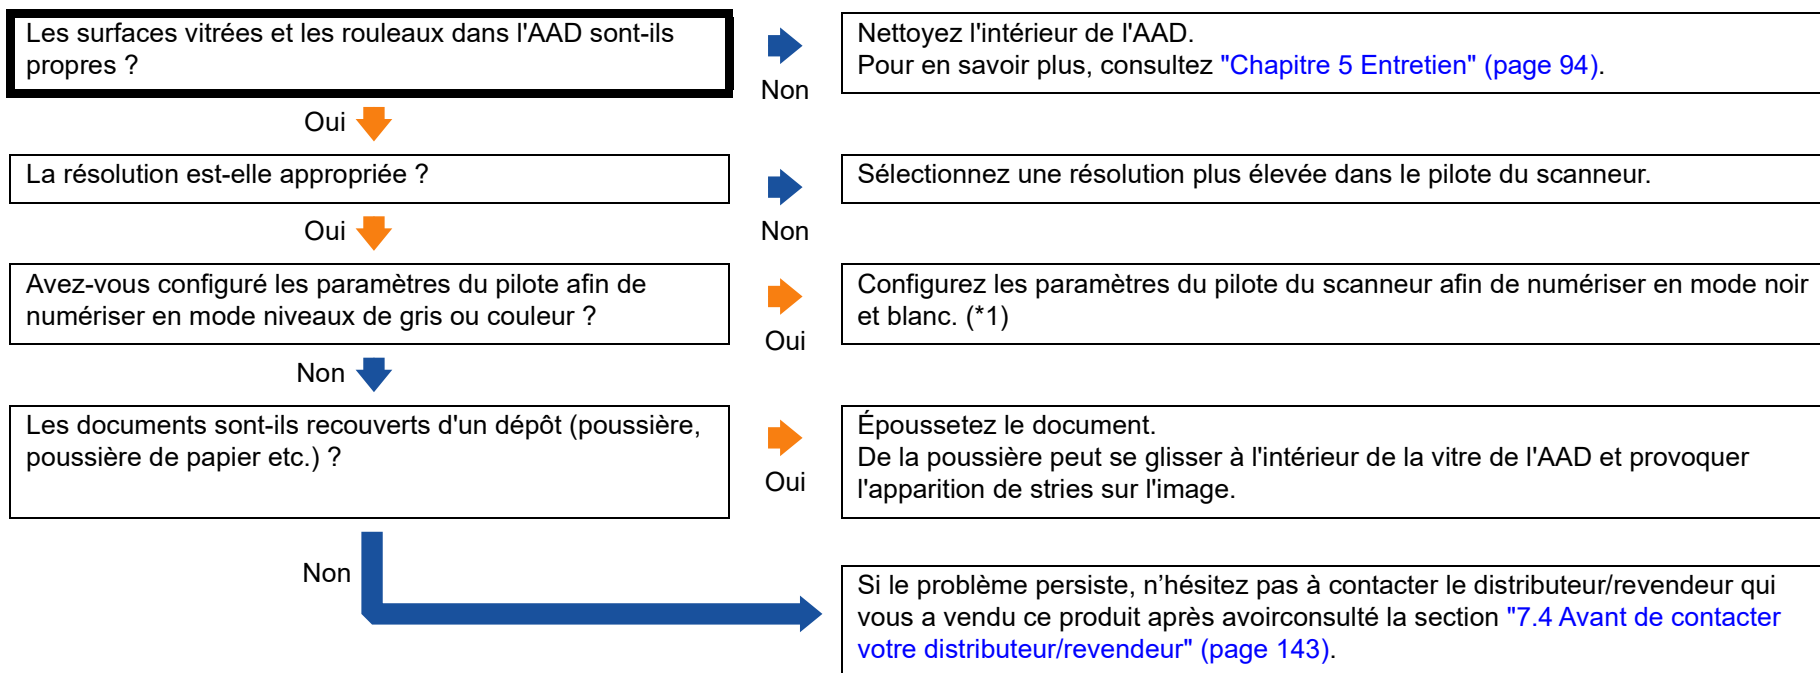 Les surfaces vitrées et les rouleaux dans l'AAD sont-ils
propres ?
Non
Nettoyez l'intérieur de l'AAD.
Pour en savoir plus, consultez "Chapitre 5 Entretien" (page 94).
Oui
La résolution est-elle appropriée ?
Non
Sélectionnez une résolution plus élevée dans le pilote du scanneur.
Oui
Avez-vous configuré les paramètres du pilote afin de
numériser en mode niveaux de gris ou couleur ?
Oui
Configurez les paramètres du pilote du scanneur afin de numériser en mode noir
et blanc. (*1)
Non
Les documents sont-ils recouverts d'un dépôt (poussière,
poussière de papier etc.) ?
Oui
Époussetez le document.
De la poussière peut se glisser à l'intérieur de la vitre de l'AAD et provoquer
l'apparition de stries sur l'image.
Non
Si le problème persiste, n’hésitez pas à contacter le distributeur/revendeur qui
vous a vendu ce produit après avoirconsulté la section "7.4 Avant de contacter
votre distributeur/revendeur" (page 143).